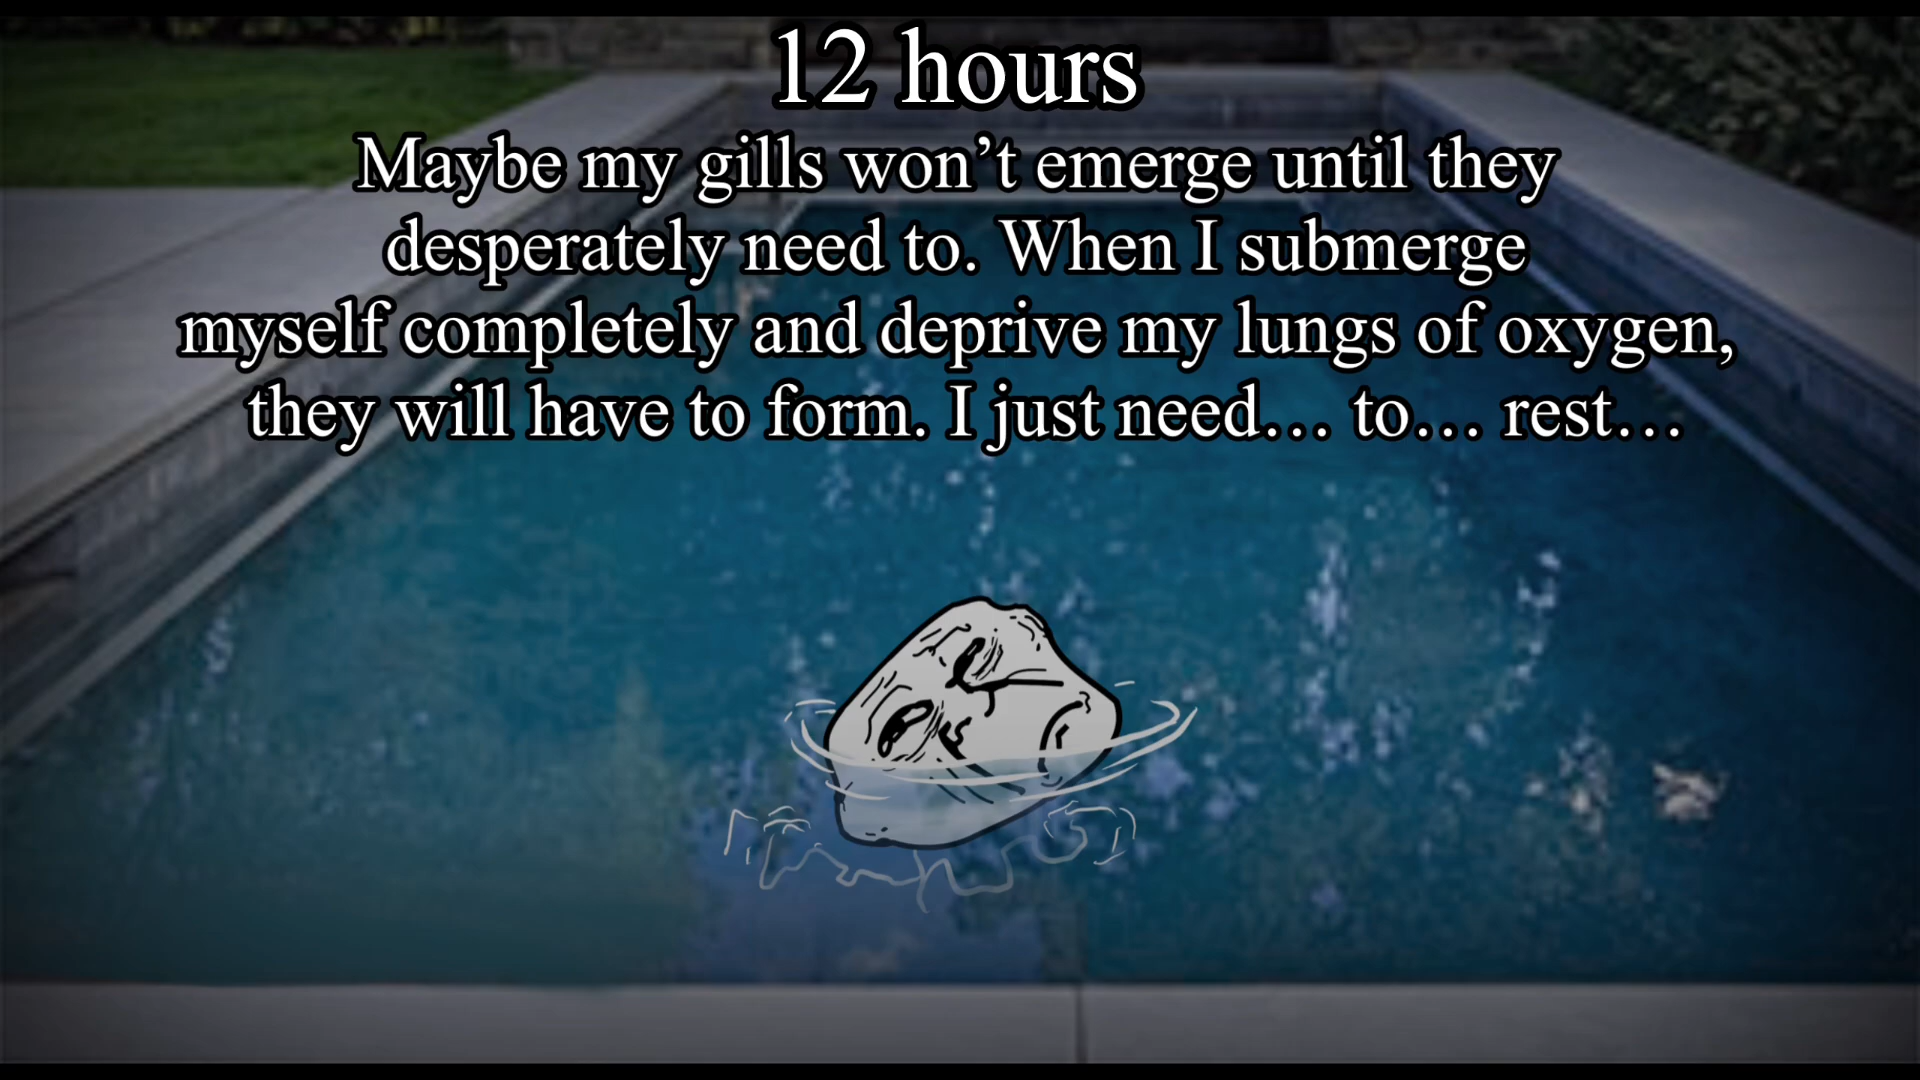 12 hours
Maybe my gills won’t emerge until they
desperately need to. When I submerge
myself completely and deprive my lungs of oxygen,
they will have to form. I just need… to… rest…